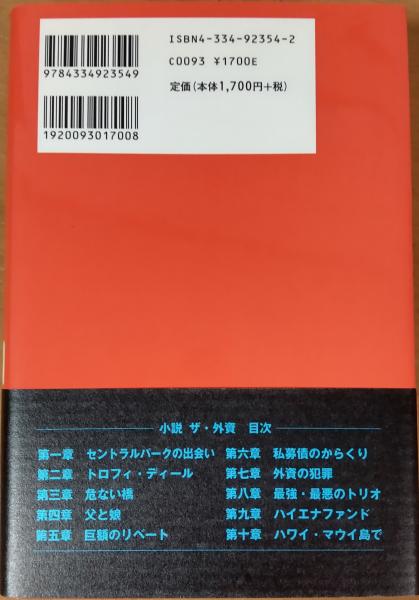 ISBN4-334-92354-2
9784334923549
C0093 ¥1700E
定価(本体1,700円+税)
1920093017008
小説 ザ・外資 目次
第一章 セントラルパークの出会い
第二章 トロフィ・ディール
第三章 危ない橋
第四章 父と娘
第五章 巨額のリベート
第六章 私募債のからくり
第七章 外資の犯罪
第八章 最強・最悪のトリオ
第九章 ハイエナファンド
第十章 ハワイ・マウイ島で